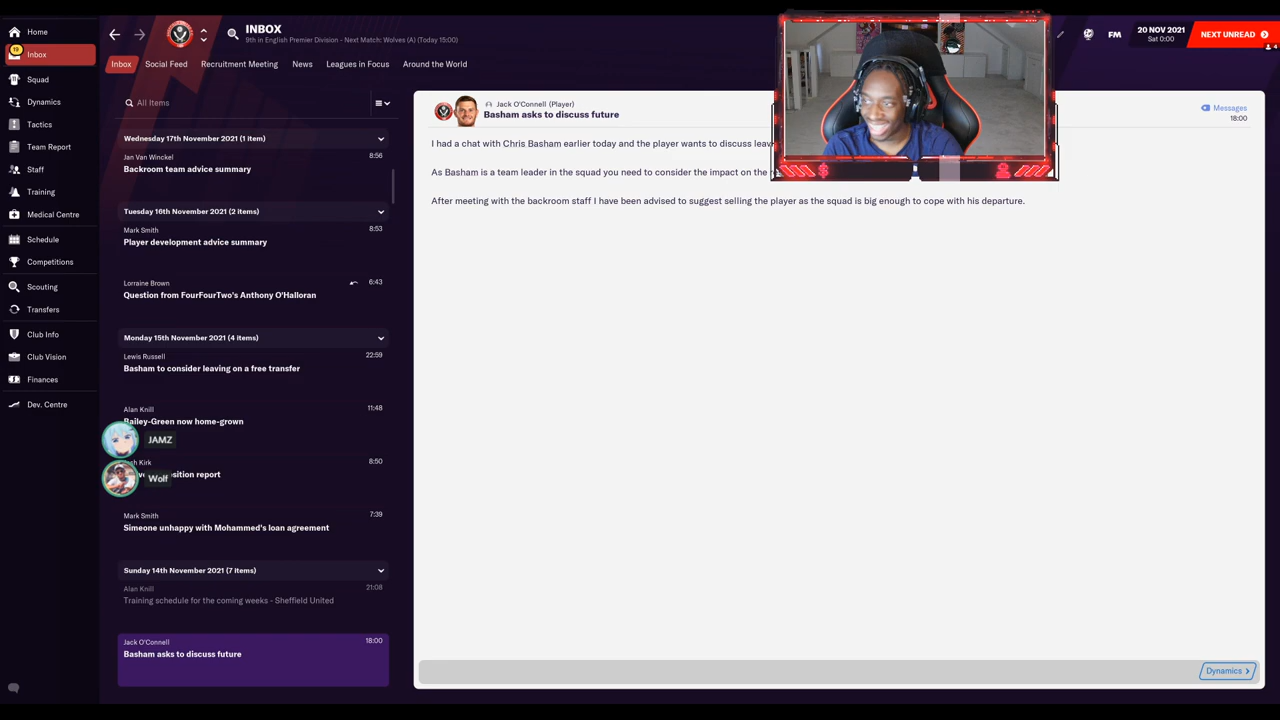 Home
19
Inbox
Squad
Dynamics
Tactics
Team Report
Staff
Training
Medical Centre
Schedule
Competitions
Scouting
Transfers
Club Info
Club Vision
Finances
Dev. Centre
INBOX
9th in English Premier Division - Next Match: Wolves (A) (Today 15:00)
FM
20 NOV 2021
Sat 0:00
NEXT UNREAD
4
Inbox
Social Feed
Recruitment Meeting
News
Leagues in Focus
Around the World
All Items
Wednesday 17th November 2021 (1 item)
Jan Van Winckel 8:56
Backroom team advice summary
Tuesday 16th November 2021 (2 items)
Mark Smith 8:53
Player development advice summary
Lorraine Brown 6:43
Question from FourFourTwo's Anthony O'Halloran
Monday 15th November 2021 (4 items)
Lewis Russell 22:59
Basham to consider leaving on a free transfer
Alan Knill 11:48
Bailey-Green now home-grown
JAMZ
Kirk 8:50
report
Wolf
Mark Smith 7:39
Simeone unhappy with Mohammed's loan agreement
Sunday 14th November 2021 (7 items)
Alan Knill 21:08
Training schedule for the coming weeks - Sheffield United
Jack O'Connell 18:00
Basham asks to discuss future
Jack O'Connell (Player)
Basham asks to discuss future
Messages
18:00
I had a chat with Chris Basham earlier today and the player wants to discuss
As Basham is a team leader in the squad you need to consider the impact on the
After meeting with the backroom staff I have been advised to suggest selling the player as the squad is big enough to cope with his departure.
Dynamics